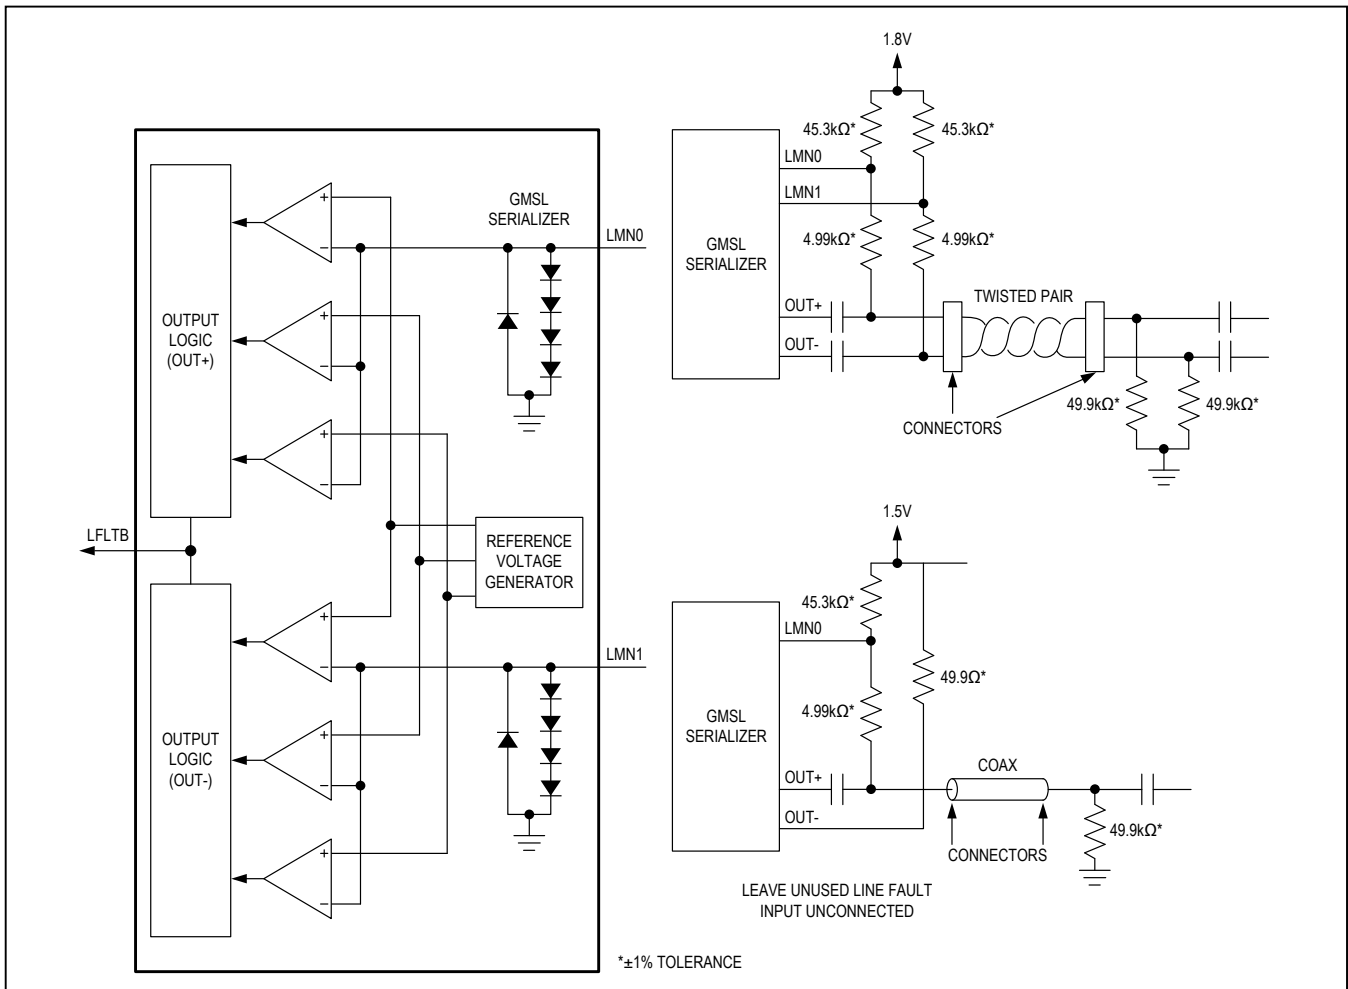 GMSL
SERIALIZER
LMN0
+
−
+
−
OUTPUT
LOGIC
(OUT+)
+
−
LFLTB
REFERENCE
VOLTAGE
GENERATOR
+
−
LMN1
+
−
OUTPUT
LOGIC
(OUT-)
+
−
1.8V
45.3kΩ*
45.3kΩ*
LMN0
LMN1
4.99kΩ*
4.99kΩ*
GMSL
SERIALIZER
OUT+
OUT-
TWISTED PAIR
CONNECTORS
49.9kΩ*
49.9kΩ*
1.5V
45.3kΩ*
LMN0
49.9Ω*
4.99kΩ*
GMSL
SERIALIZER
OUT+
OUT-
COAX
CONNECTORS
49.9kΩ*
LEAVE UNUSED LINE FAULT
INPUT UNCONNECTED
*±1% TOLERANCE